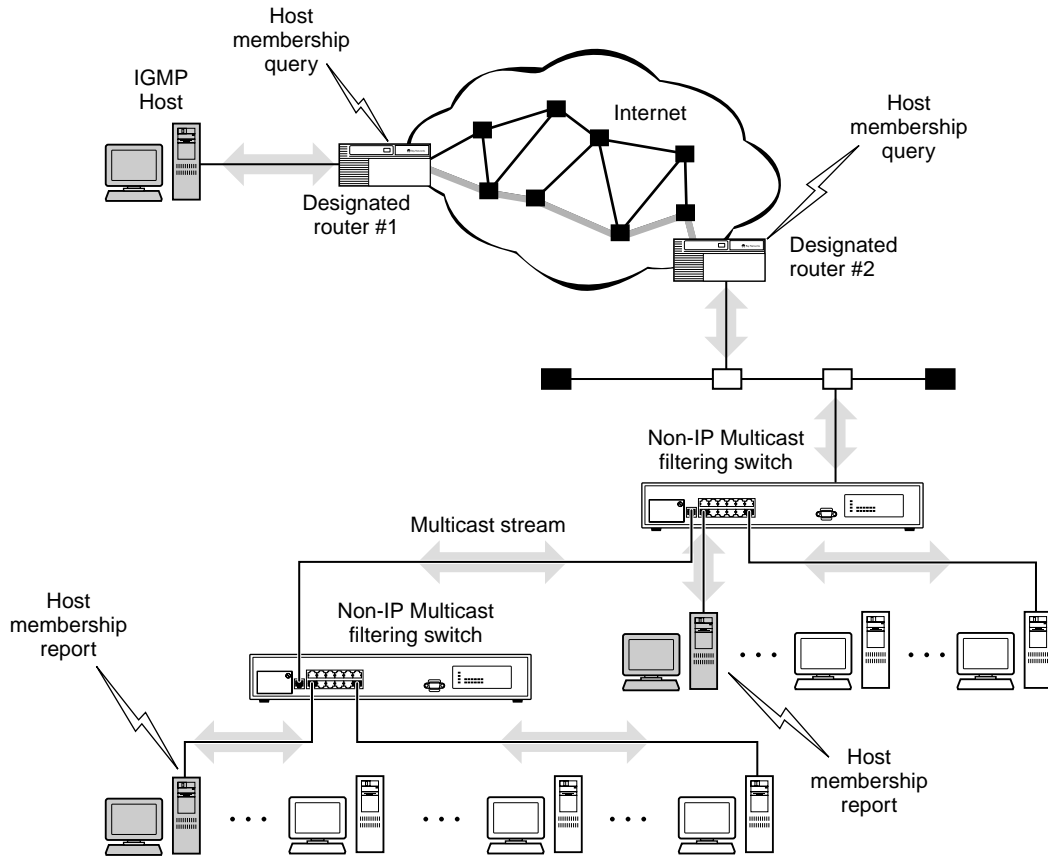 Host
membership
query
IGMP
Host
Internet
Host
membership
query
Designated
router #1
Designated
router #2
Non-IP Multicast
filtering switch
Multicast stream
Host
membership
report
Non-IP Multicast
filtering switch
Host
membership
report